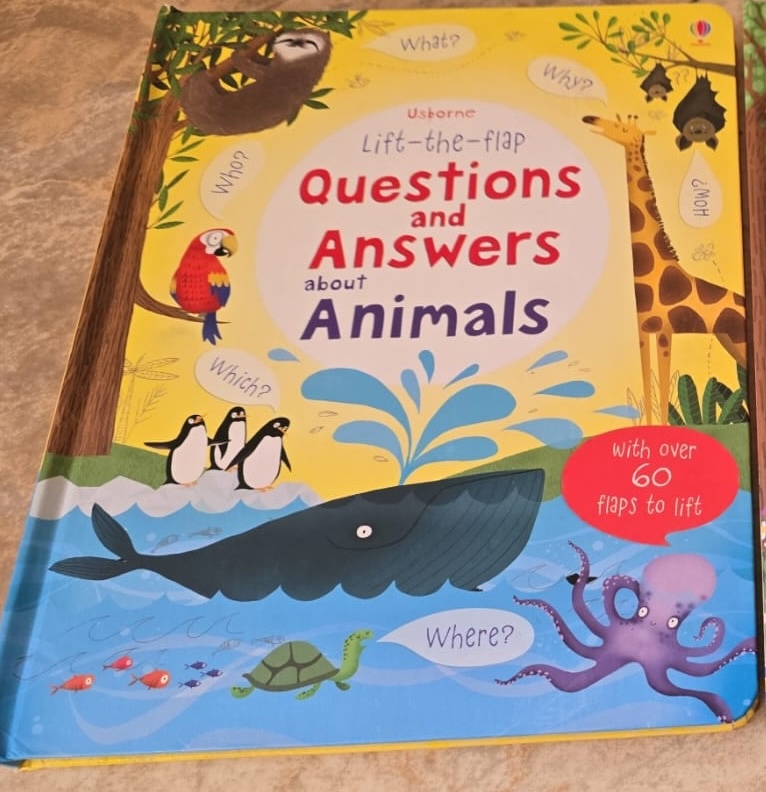 What?
Why?
Usborne
Lift-the-flap
Who?
Questions
and
Answers
about
Animals
How?
Which?
With over
60
flaps to lift
Where?